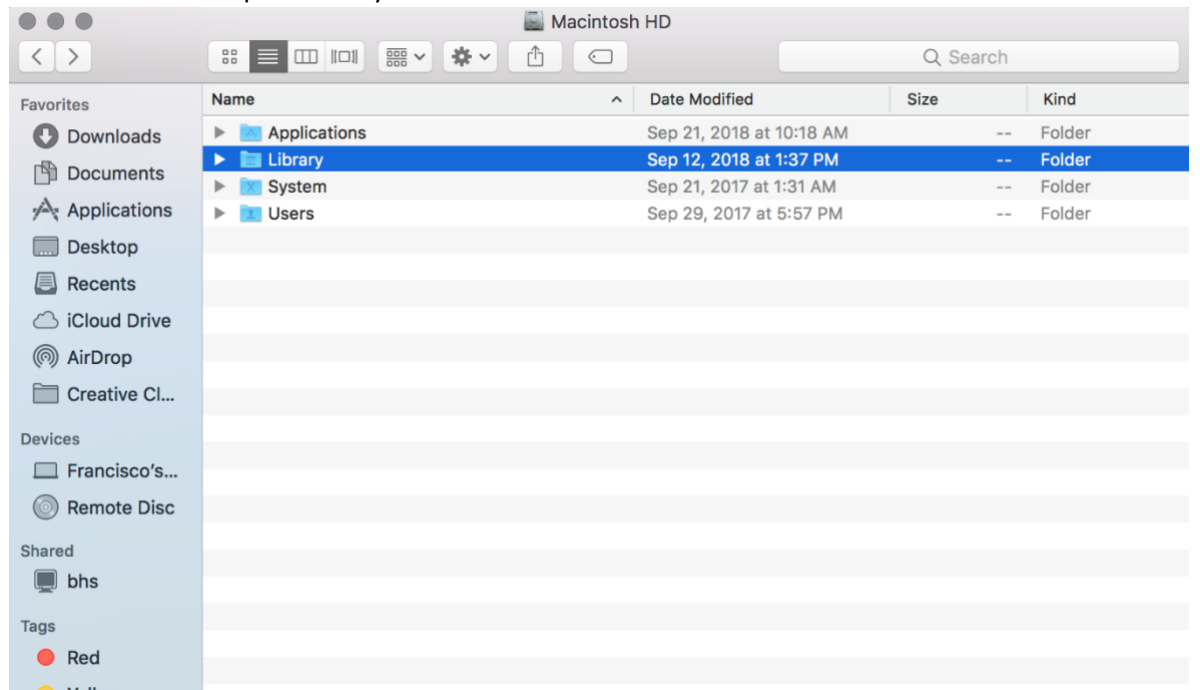 Macintosh HD
Search
Favorites
Downloads
Documents
Applications
Desktop
Recents
iCloud Drive
AirDrop
Creative Cl...
Devices
Francisco's...
Remote Disc
Shared
bhs
Tags
Red
Name Date Modified Size Kind
Applications Sep 21, 2018 at 10:18 AM -- Folder
Library Sep 12, 2018 at 1:37 PM -- Folder
System Sep 21, 2017 at 1:31 AM -- Folder
Users Sep 29, 2017 at 5:57 PM -- Folder